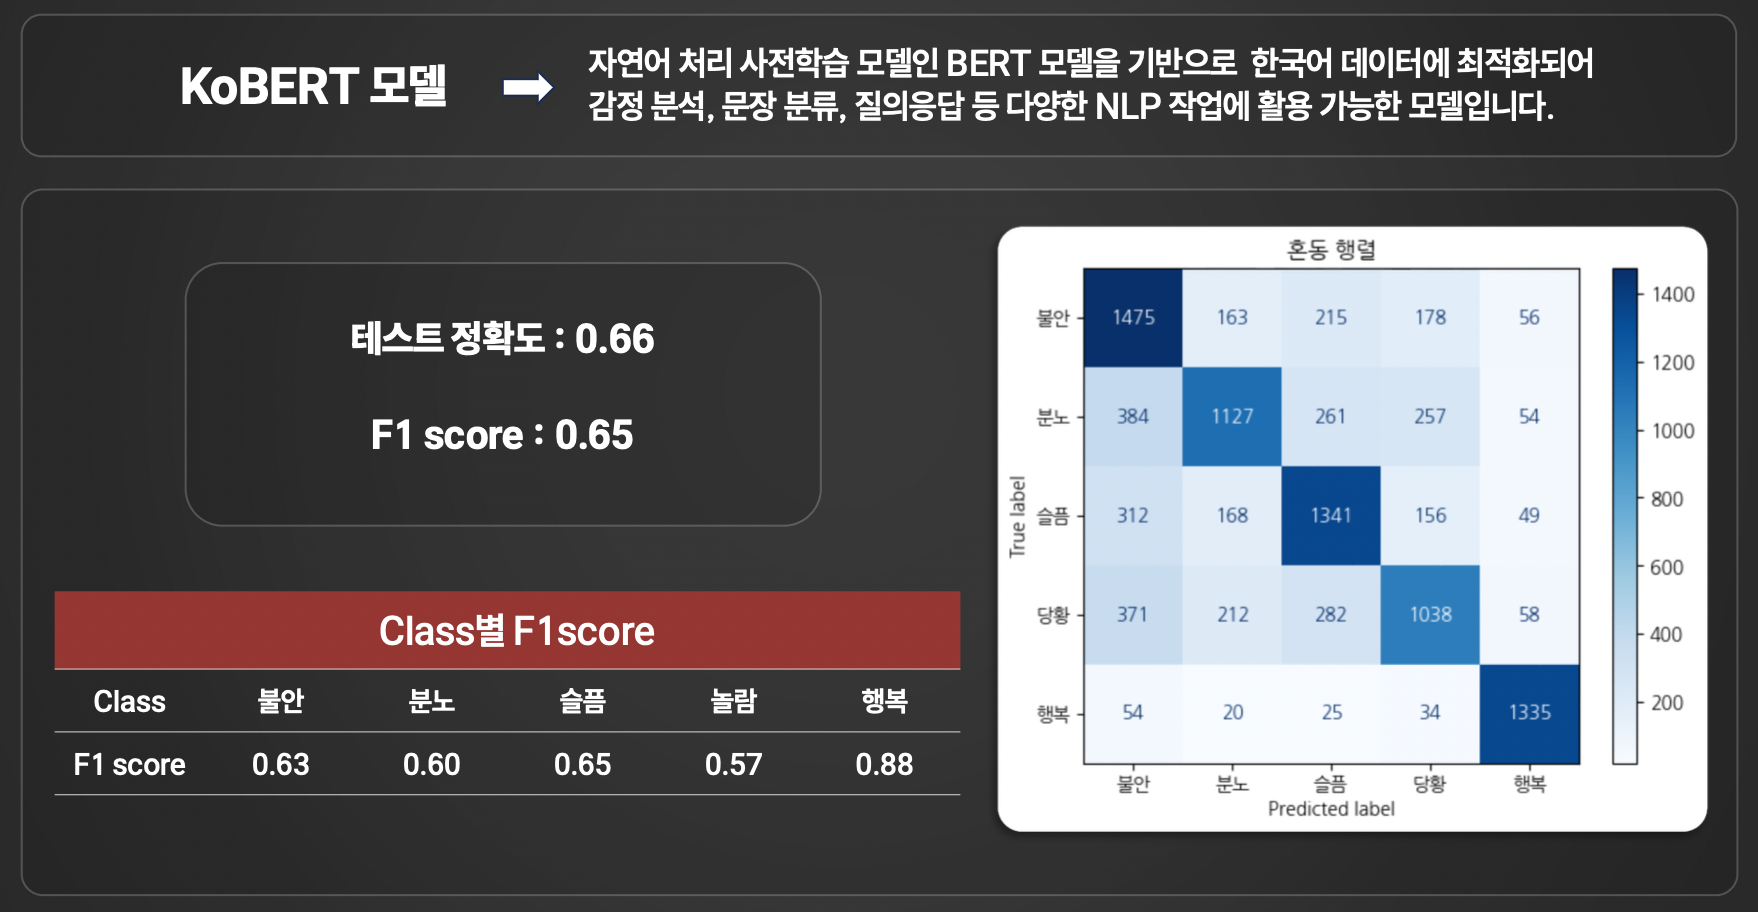 KoBERT 모델
자연어 처리 사전학습 모델인 BERT 모델을 기반으로 한국어 데이터에 최적화되어
감정 분석, 문장 분류, 질의응답 등 다양한 NLP 작업에 활용 가능한 모델입니다.
테스트 정확도 : 0.66
F1 score : 0.65
Class별 F1score
Class 불안 분노 슬픔 놀람 행복
F1 score 0.63 0.60 0.65 0.57 0.88
혼동 행렬
True label
불안 1475 163 215 178 56
분노 384 1127 261 257 54
슬픔 312 168 1341 156 49
당황 371 212 282 1038 58
행복 54 20 25 34 1335
불안 분노 슬픔 당황 행복
Predicted label
1400
1200
1000
800
600
400
200